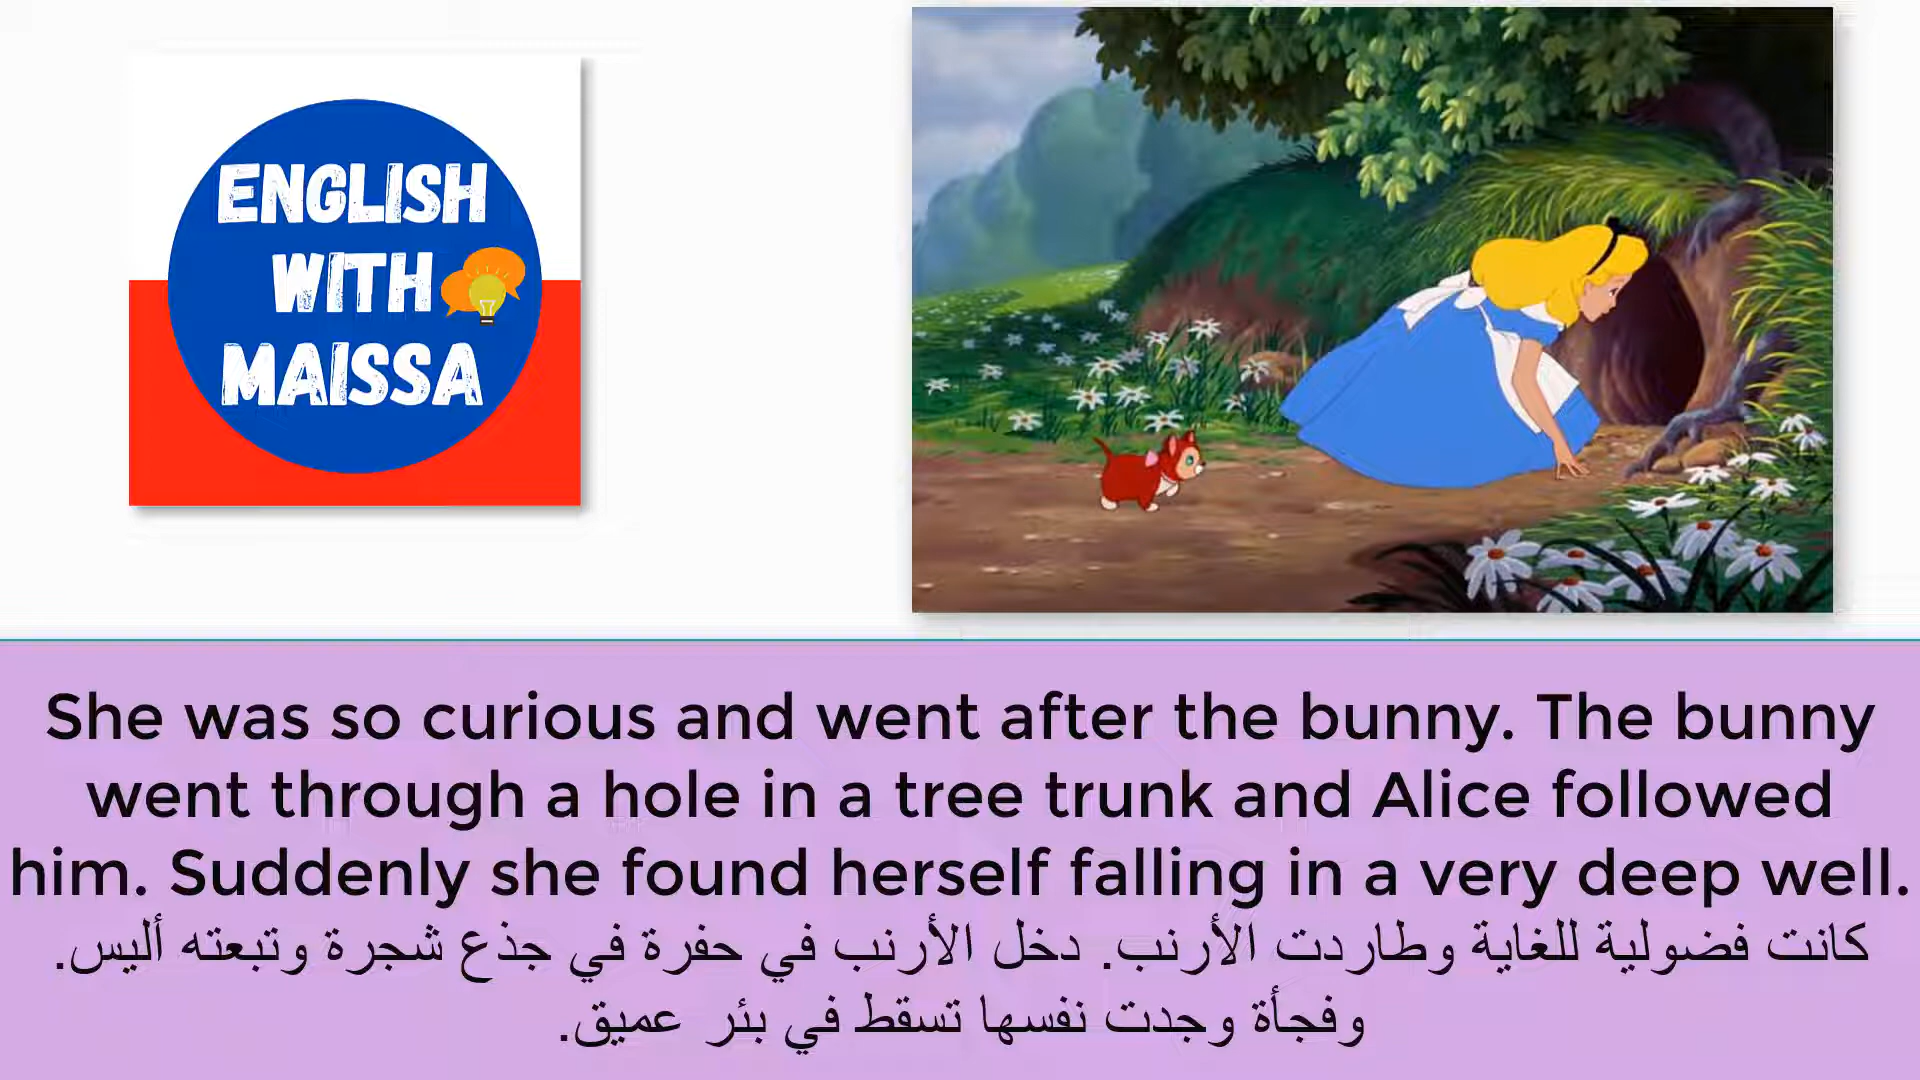 ENGLISH
WITH
MAISSA
She was so curious and went after the bunny. The bunny
went through a hole in a tree trunk and Alice followed
him. Suddenly she found herself falling in a very deep well.
كانت فضولية للغاية وطاردت الأرنب. دخل الأرنب في حفرة في جذع شجرة وتبعته أليس.
وفجأة وجدت نفسها تسقط في بئر عميق.